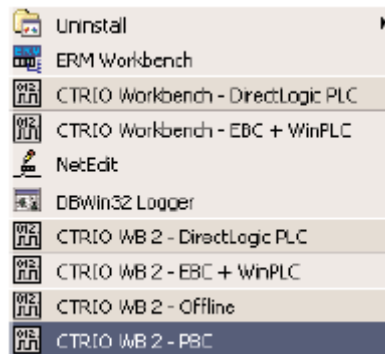 Uninstall
ERM Workbench
CTRIO Workbench - DirectLogic PLC
CTRIO Workbench - EBC + WinPLC
NetEdit
DBWin32 Logger
CTRIO WB 2 - DirectLogic PLC
CTRIO WB 2 - EBC + WinPLC
CTRIO WB 2 - Offline
CTRIO WB 2 - PBC